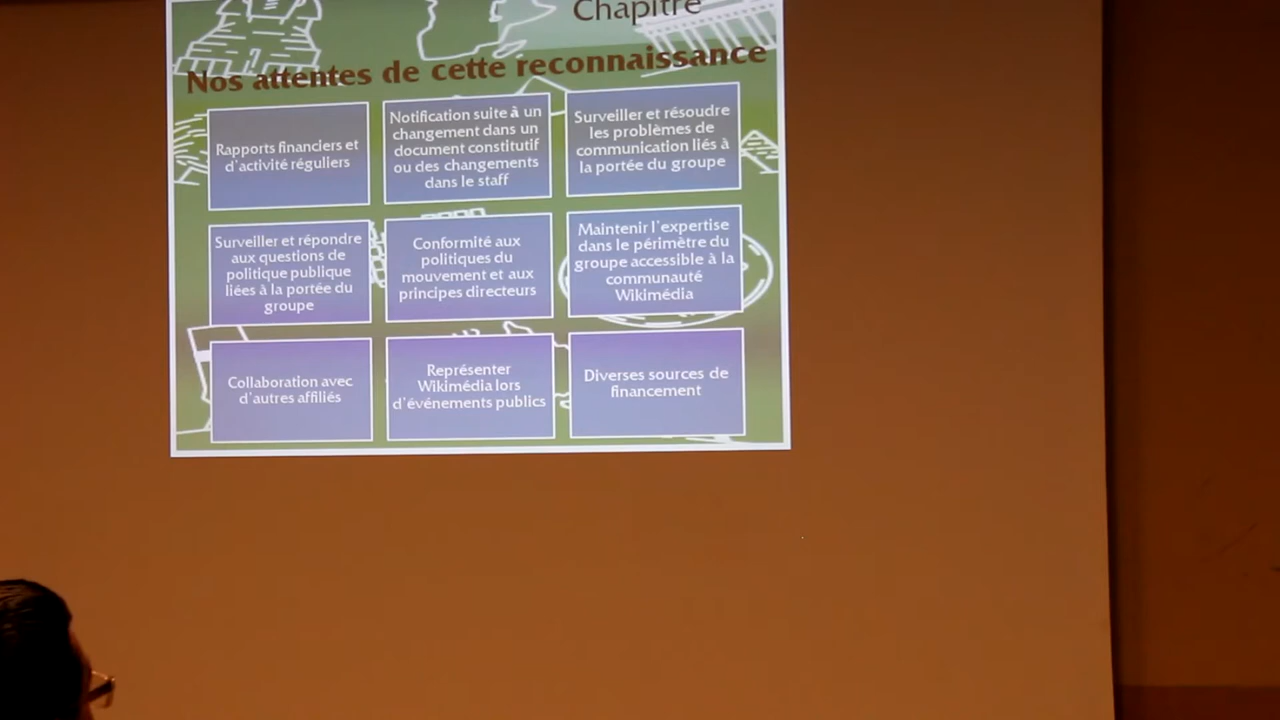 Chapitre
Nos attentes de cette reconnaissance
Rapports financiers et
d'activité réguliers
Notification suite à un
changement dans un
document constitutif
ou des changements
dans le staff
Surveiller et résoudre
les problèmes de
communication liés à
la portée du groupe
Surveiller et répondre
aux questions de
politique publique
liées à la portée du
groupe
Conformité aux
politiques du
mouvement et aux
principes directeurs
Maintenir l'expertise
dans le périmètre du
groupe accessible à la
communauté
Wikimédia
Collaboration avec
d'autres affiliés
Représenter
Wikimédia lors
d'événements publics
Diverses sources de
financement